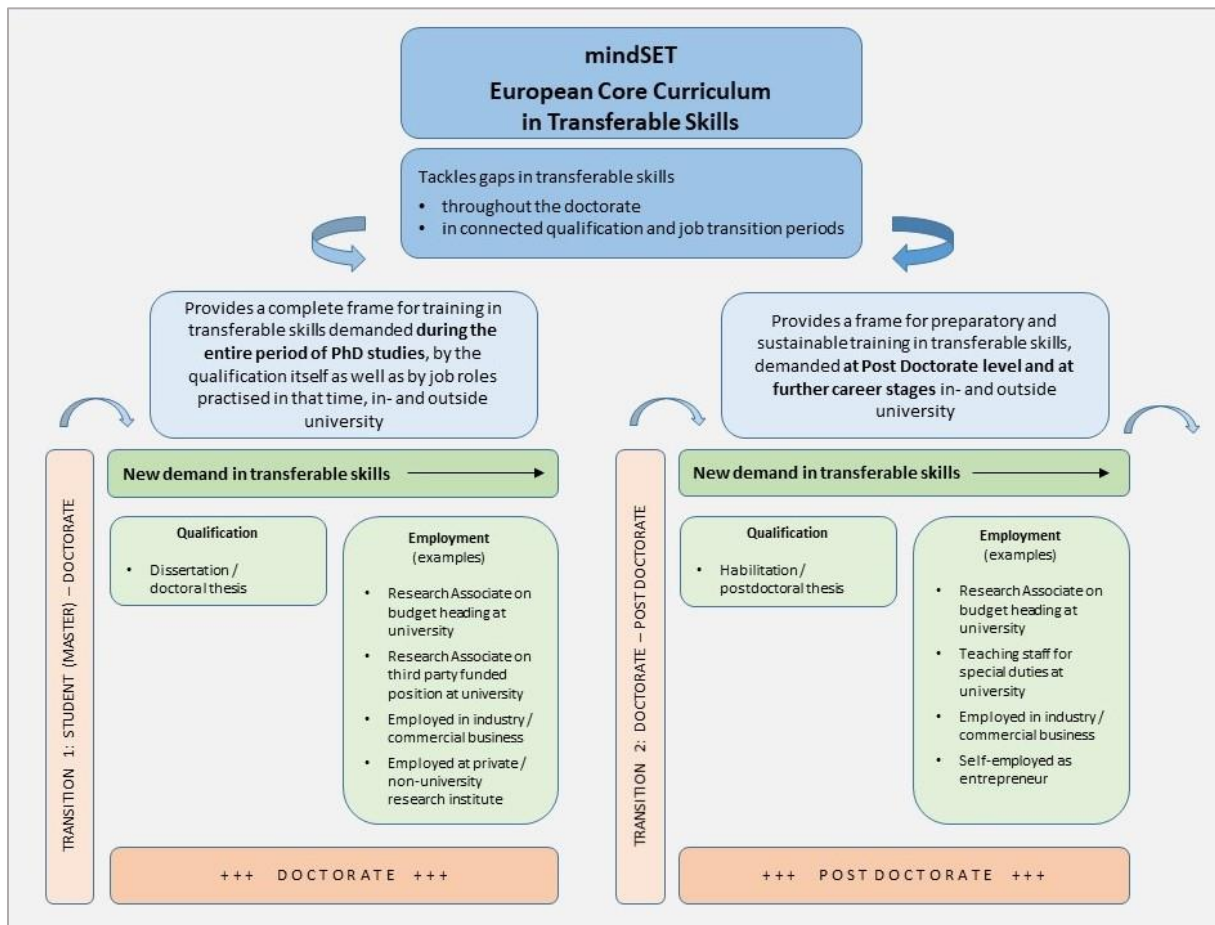 mindSET
European Core Curriculum
in Transferable Skills
Tackles gaps in transferable skills
• throughout the doctorate
• in connected qualification and job transition periods
Provides a complete frame for training in
transferable skills demanded during the
entire period of PhD studies, by the
qualification itself as well as by job roles
practised in that time, in- and outside
university
Provides a frame for preparatory and
sustainable training in transferable skills,
demanded at Post Doctorate level and at
further career stages in- and outside
university
TRANSITION 1: STUDENT (MASTER) – DOCTORATE
New demand in transferable skills
Qualification
• Dissertation /
doctoral thesis
Employment
(examples)
• Research Associate on
budget heading at
university
• Research Associate on
third party funded
position at university
• Employed in industry /
commercial business
• Employed at private /
non-university
research institute
+++ DOCTORATE +++
TRANSITION 2: DOCTORATE – POST DOCTORATE
New demand in transferable skills
Qualification
• Habilitation /
postdoctoral thesis
Employment
(examples)
• Research Associate on
budget heading at
university
• Teaching staff for
special duties at
university
• Employed in industry /
commercial business
• Self-employed as
entrepreneur
+++ POST DOCTORATE +++